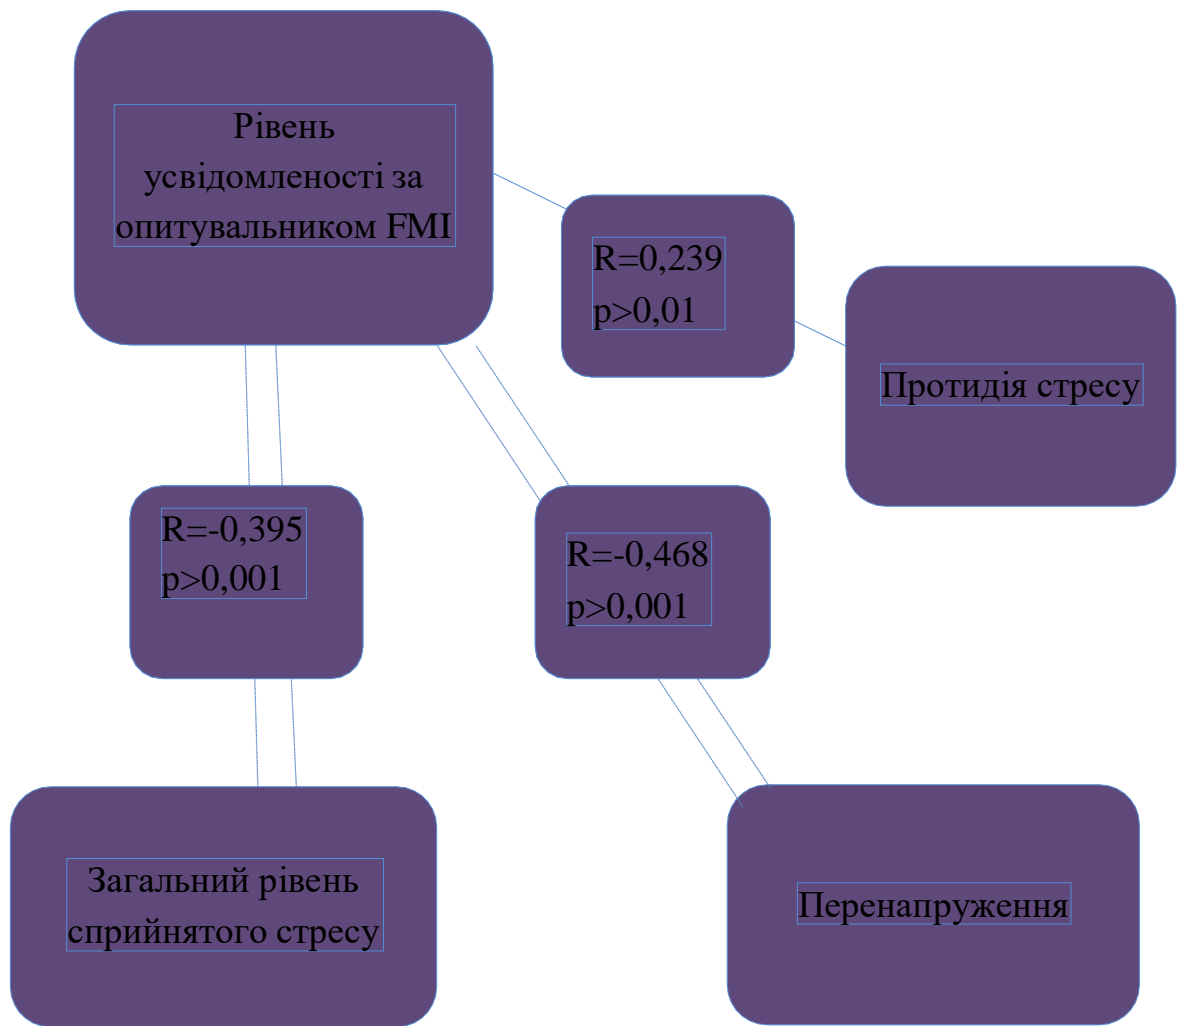 Рівень
усвідомленості за
опитувальником FMI
R=0,239
p>0,01
Протидія стресу
R=-0,395
p>0,001
R=-0,468
p>0,001
Загальний рівень
сприйнятого стресу
Перенапруження